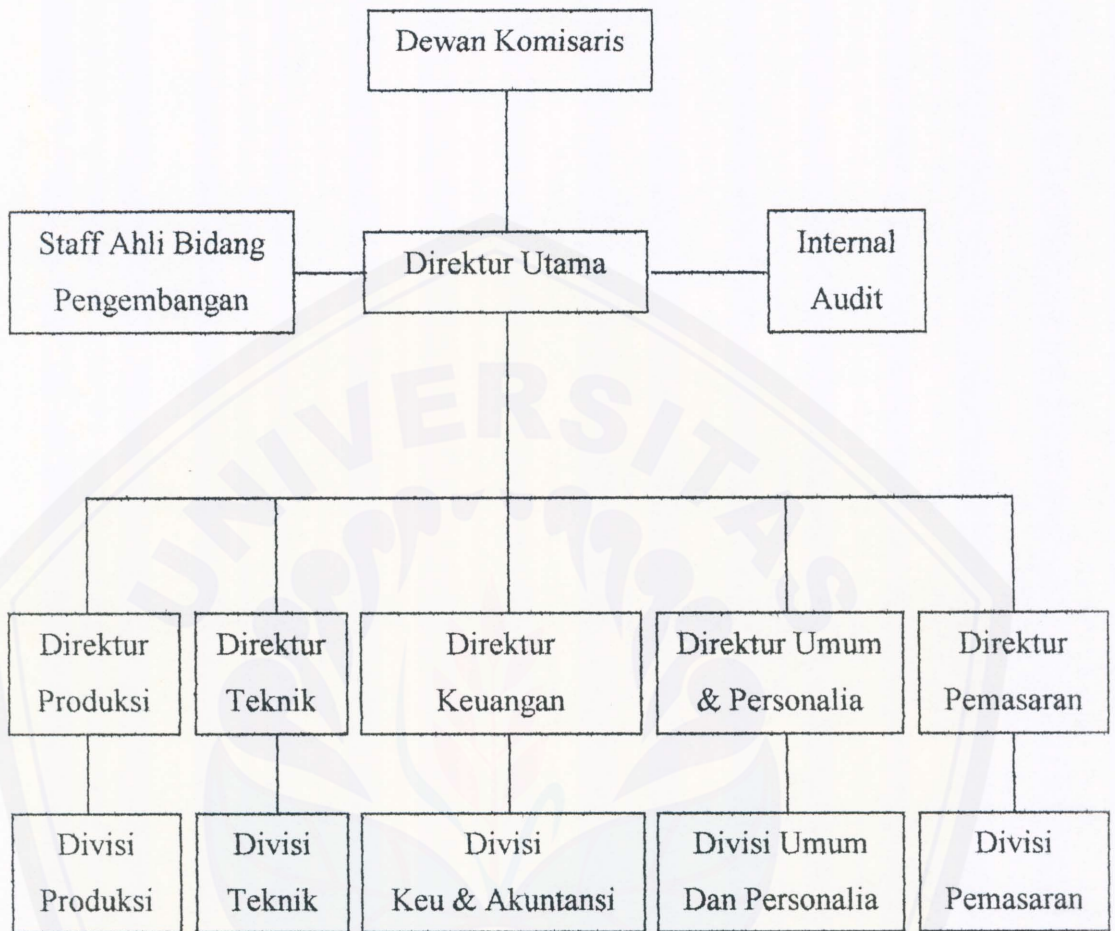 Dewan Komisaris
Staff Ahli Bidang
Pengembangan
Direktur Utama
Internal
Audit
UNIVERSITAS
Direktur
Produksi
Direktur
Teknik
Direktur
Keuangan
Direktur Umum
& Personalia
Direktur
Pemasaran
Divisi
Produksi
Divisi
Teknik
Divisi
Keu & Akuntansi
Divisi Umum
Dan Personalia
Divisi
Pemasaran